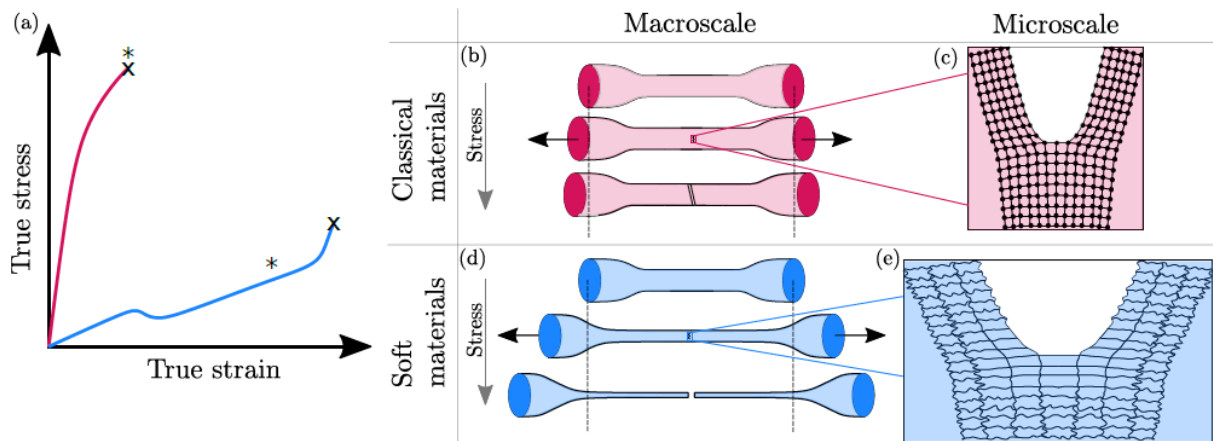 (a)
True stress
True strain
*
x
*
x
Macroscale
Microscale
Classical
materials
(b)
Stress
(c)
Soft
materials
(d)
Stress
(e)